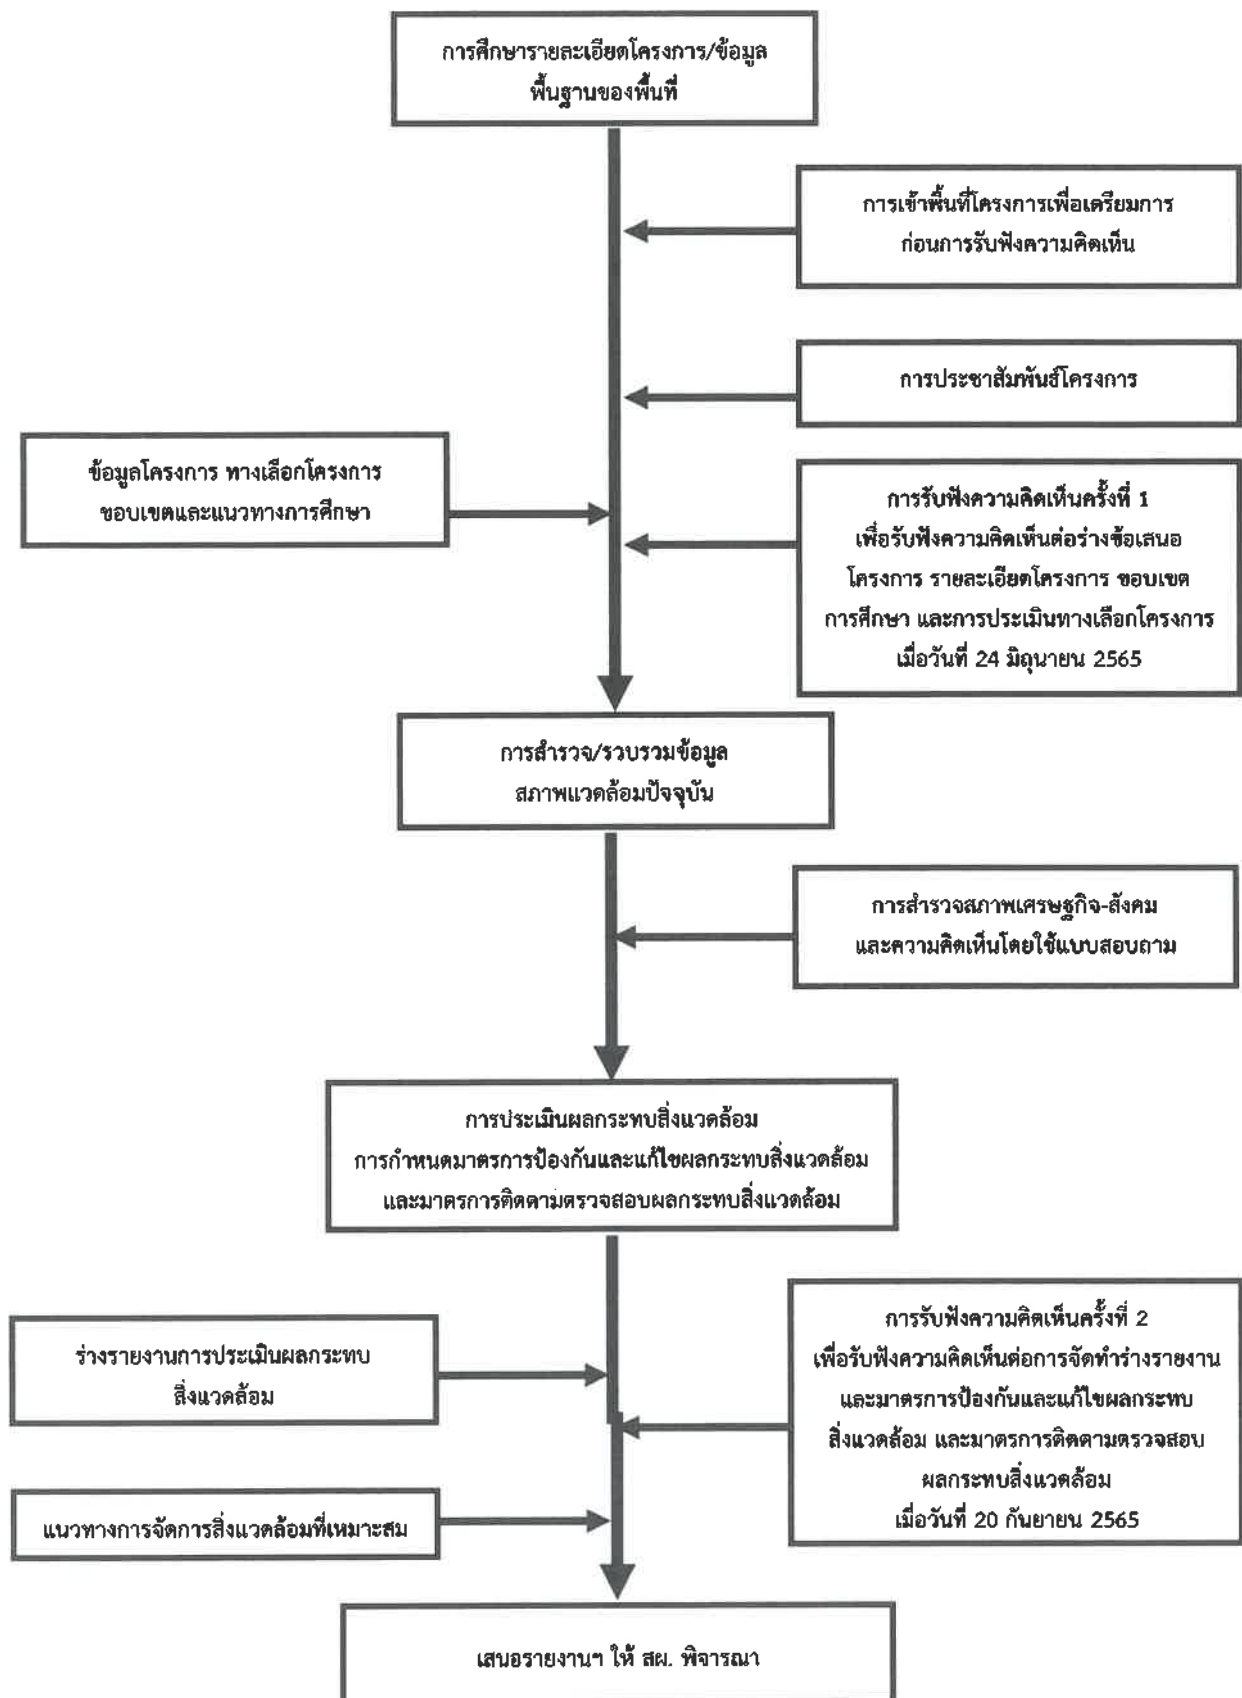 การศึกษารายละเอียดโครงการ/ข้อมูล
พื้นฐานของพื้นที่
การเข้าพื้นที่โครงการเพื่อเตรียมการ
ก่อนการรับฟังความคิดเห็น
การประชาสัมพันธ์โครงการ
ข้อมูลโครงการ ทางเลือกโครงการ
ขอบเขตและแนวทางการศึกษา
การรับฟังความคิดเห็นครั้งที่ 1
เพื่อรับฟังความคิดเห็นต่อร่างข้อเสนอ
โครงการ รายละเอียดโครงการ ขอบเขต
การศึกษา และการประเมินทางเลือกโครงการ
เมื่อวันที่ 24 มิถุนายน 2565
การสำรวจ/รวบรวมข้อมูล
สภาพแวดล้อมปัจจุบัน
การสำรวจสภาพเศรษฐกิจ-สังคม
และความคิดเห็นโดยใช้แบบสอบถาม
การประเมินผลกระทบสิ่งแวดล้อม
การกำหนดมาตรการป้องกันและแก้ไขผลกระทบสิ่งแวดล้อม
และมาตรการติดตามตรวจสอบผลกระทบสิ่งแวดล้อม
ร่างรายงานการประเมินผลกระทบ
สิ่งแวดล้อม
การรับฟังความคิดเห็นครั้งที่ 2
เพื่อรับฟังความคิดเห็นต่อการจัดทำร่างรายงาน
และมาตรการป้องกันและแก้ไขผลกระทบ
สิ่งแวดล้อม และมาตรการติดตามตรวจสอบ
ผลกระทบสิ่งแวดล้อม
เมื่อวันที่ 20 กันยายน 2565
แนวทางการจัดการสิ่งแวดล้อมที่เหมาะสม
เสนอรายงานฯ ให้ สผ. พิจารณา